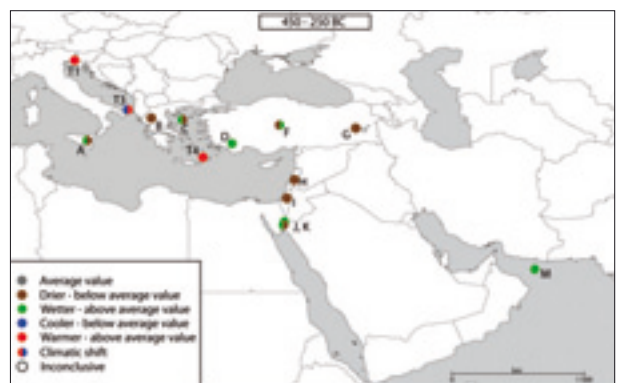 450 - 250 BC
T1
T3
B
E
D
F
G
A
T4
H
I
J, K
M
Average value
Drier - below average value
Wetter - above average value
Cooler - below average value
Warmer - above average value
Climatic shift
Inconclusive